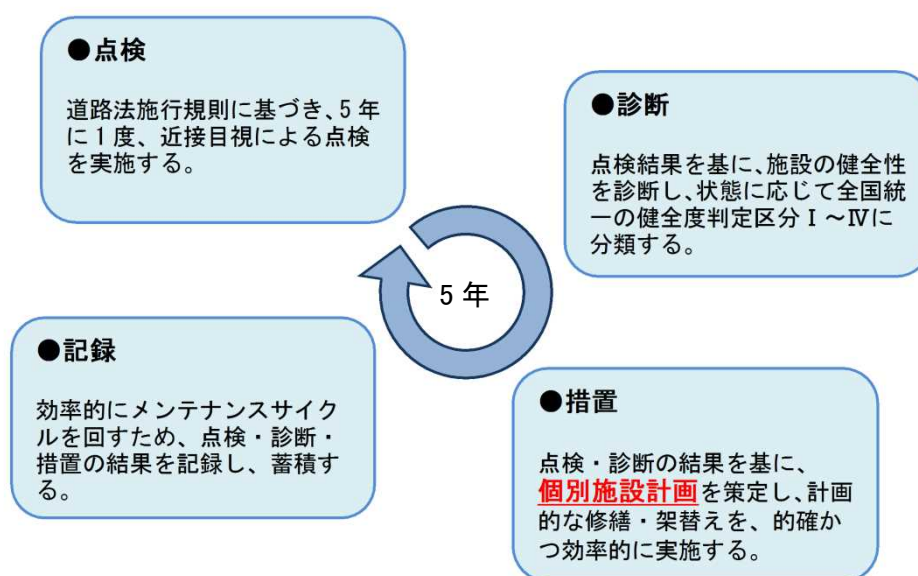 ●点検
道路法施行規則に基づき、5年
に1度、近接目視による点検
を実施する。
●診断
点検結果を基に、施設の健全性
を診断し、状態に応じて全国統
一の健全度判定区分Ⅰ～Ⅳに
分類する。
5年
●記録
効率的にメンテナンスサイク
ルを回すため、点検・診断・
措置の結果を記録し、蓄積す
る。
●措置
点検・診断の結果を基に、
個別施設計画を策定し、計画
的な修繕・架替えを、的確か
つ効率的に実施する。